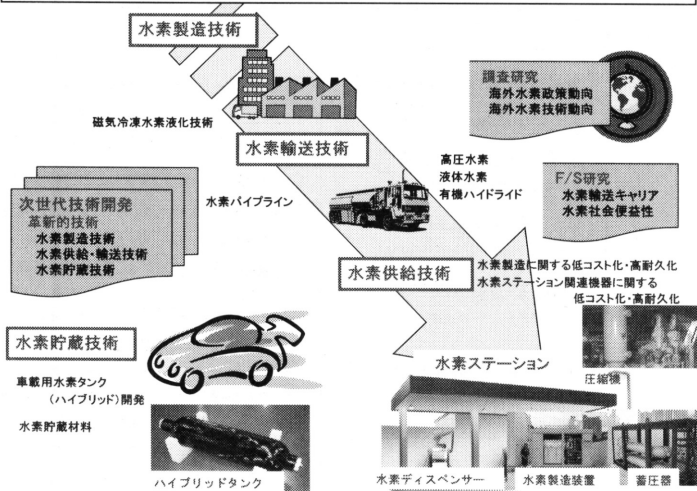 水素製造技術
調査研究
海外水素政策動向
海外水素技術動向
磁気冷凍水素液化技術
水素輸送技術
高圧水素
液体水素
有機ハイドライド
F/S研究
水素輸送キャリア
水素社会便益性
次世代技術開発
革新的技術
水素製造技術
水素供給・輸送技術
水素貯蔵技術
水素パイプライン
水素供給技術
水素製造に関する低コスト化・高耐久化
水素ステーション関連機器に関する
低コスト化・高耐久化
水素貯蔵技術
車載用水素タンク
(ハイブリッド)開発
水素貯蔵材料
ハイブリッドタンク
水素ステーション
圧縮機
水素ディスペンサー
水素製造装置
蓄圧器